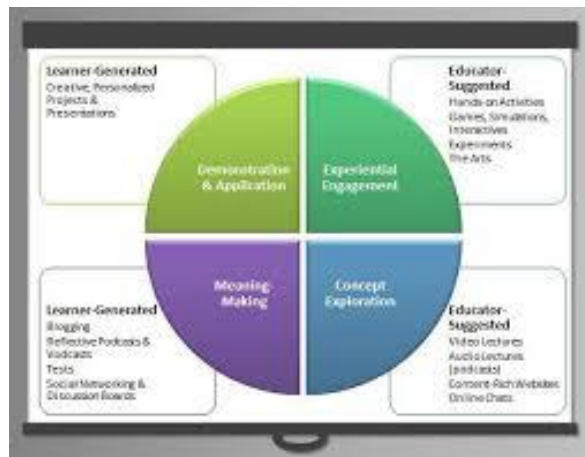 Learner-Generated
Creative, Personalized
Projects &
Presentations
Educator-
Suggested
Hands-on Activities
Games, Simulations,
Interactives
Experiments
The Arts
Demonstration
& Application
Experiential
Engagement
Meaning
Making
Concept
Exploration
Learner-Generated
Blogging
Reflective Podcasts &
Vodcasts
Tests
Social Networking &
Discussion Boards
Educator-
Suggested
Video Lectures
Audio Lectures
(podcasts)
Content-Rich Websites
Online Chats